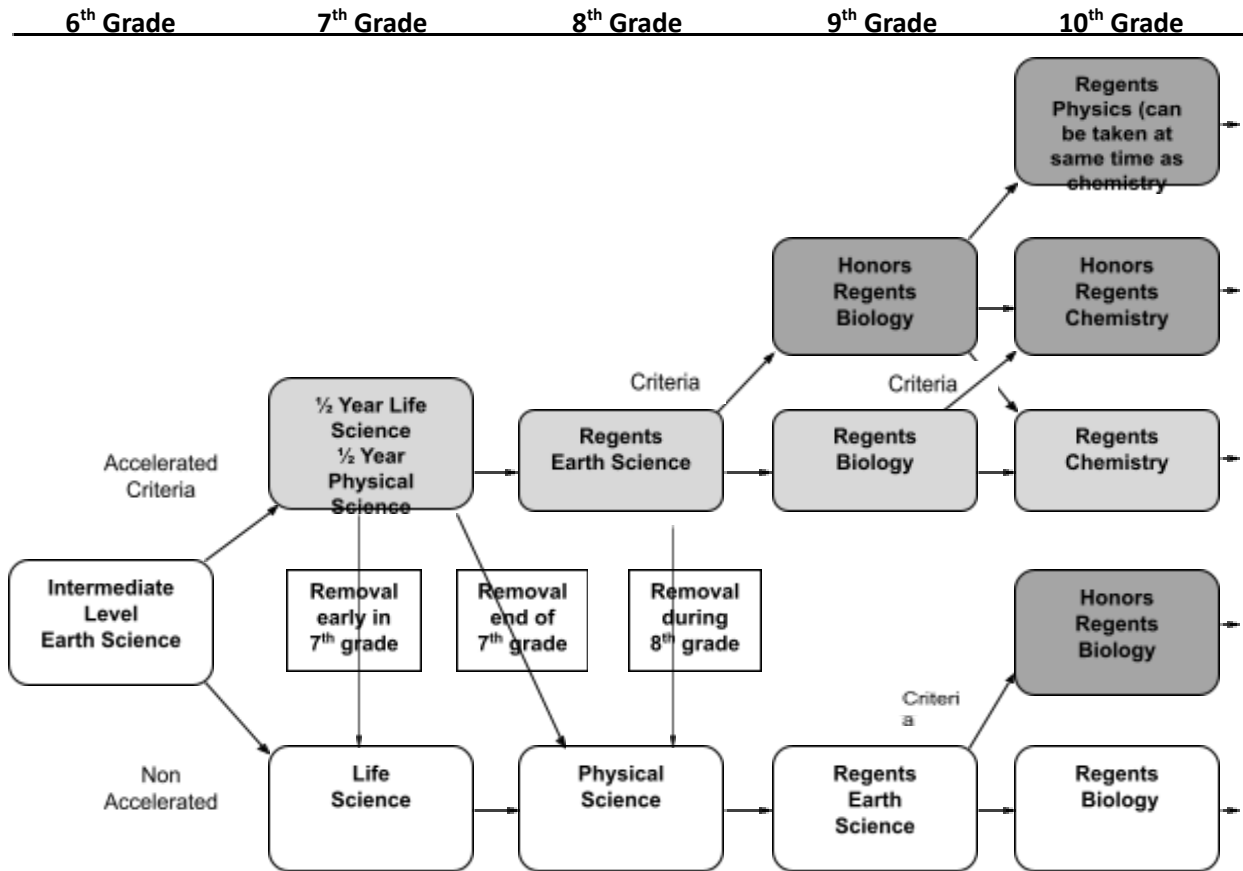 6th Grade 7th Grade 8th Grade 9th Grade 10th Grade
Regents
Physics (can
be taken at
same time as
chemistry
Honors
Regents
Biology
Honors
Regents
Chemistry
Criteria
Criteria
½ Year Life
Science
½ Year
Physical
Science
Regents
Earth Science
Regents
Biology
Regents
Chemistry
Accelerated
Criteria
Intermediate
Level
Earth Science
Removal
early in
7th grade
Removal
end of
7th grade
Removal
during
8th grade
Honors
Regents
Biology
Criteri
a
Non
Accelerated
Life
Science
Physical
Science
Regents
Earth
Science
Regents
Biology